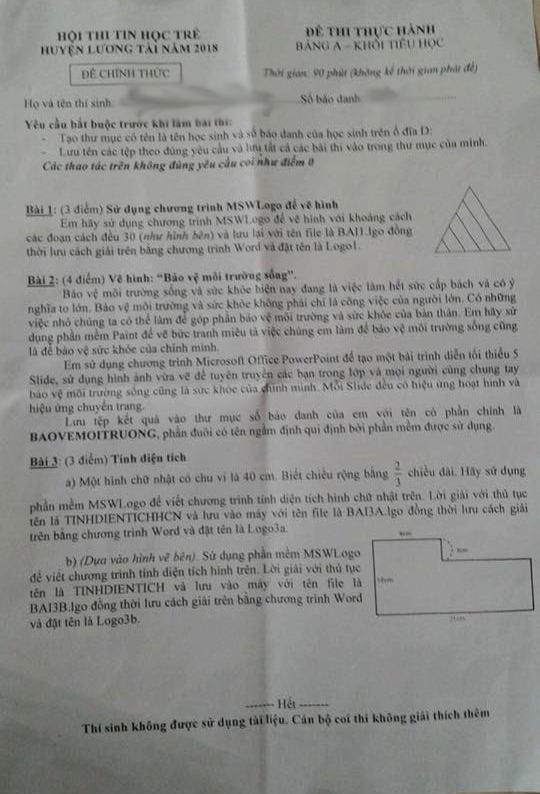 HỘI THI TIN HỌC TRẺ
HUYỆN LƯƠNG TÀI NĂM 2018
ĐỀ CHÍNH THỨC
ĐỀ THI THỰC HÀNH
BẢNG A - KHỐI TIỂU HỌC
Thời gian: 90 phút (không kể thời gian phát đề)
Họ và tên thí sinh:
Số báo danh
Yêu cầu bắt buộc trước khi làm bài thi:
- Tạo thư mục có tên là tên học sinh và số báo danh của học sinh trên ổ đĩa D:
- Lưu tên các tệp theo đúng yêu cầu và lưu tất cả các bài thi vào trong thư mục của mình.
Các thao tác trên không đúng yêu cầu coi như điểm 0
Bài 1: (3 điểm) Sử dụng chương trình MSWLogo để vẽ hình
Em hãy sử dụng chương trình MSWLogo để vẽ hình với khoảng cách
các đoạn cách đều 30 (như hình bên) và lưu lại với tên file là BAI1.lgo đồng
thời lưu cách giải trên bằng chương trình Word và đặt tên là Logo1.
Bài 2: (4 điểm) Vẽ hình: “Bảo vệ môi trường sống”.
Bảo vệ môi trường sống và sức khỏe hiện nay đang là việc làm hết sức cấp bách và có ý
nghĩa to lớn. Bảo vệ môi trường và sức khỏe không phải chỉ là công việc của người lớn. Có những
việc nhỏ chúng ta có thể làm để góp phần bảo vệ môi trường và sức khỏe của bản thân. Em hãy sử
dụng phần mềm Paint để vẽ bức tranh miêu tả việc chúng em làm để bảo vệ môi trường sống cũng
là để bảo vệ sức khỏe của chính mình.
Em sử dụng chương trình Microsoft Office PowerPoint để tạo một bài trình diễn tối thiểu 5
Slide, sử dụng hình ảnh vừa vẽ để tuyên truyền các bạn trong lớp và mọi người cùng chung tay
bảo vệ môi trường sống cũng là sức khỏe của chính mình. Mỗi Slide đều có hiệu ứng hoạt hình và
hiệu ứng chuyển trang.
Lưu tệp kết quả vào thư mục số báo danh của em với tên có phần chính là
BAOVEMOITRUONG, phần đuôi có tên ngầm định qui định bởi phần mềm được sử dụng.
Bài 3: (3 điểm) Tính diện tích
a) Một hình chữ nhật có chu vi là 40 cm. Biết chiều rộng bằng 2/3 chiều dài. Hãy sử dụng
phần mềm MSWLogo để viết chương trình tính diện tích hình chữ nhật trên. Lời giải với thủ tục
tên là TINHDIENTICHHCN và lưu vào máy với tên file là BAI3A.lgo đồng thời lưu cách giải
trên bằng chương trình Word và đặt tên là Logo3a.
b) (Dựa vào hình vẽ bên). Sử dụng phần mềm MSWLogo
để viết chương trình tính diện tích hình trên. Lời giải với thủ tục
tên là TINHDIENTICH và lưu vào máy với tên file là
BAI3B.lgo đồng thời lưu cách giải trên bằng chương trình Word
và đặt tên là Logo3b.
------- Hết -------
Thí sinh không được sử dụng tài liệu. Cán bộ coi thi không giải thích thêm